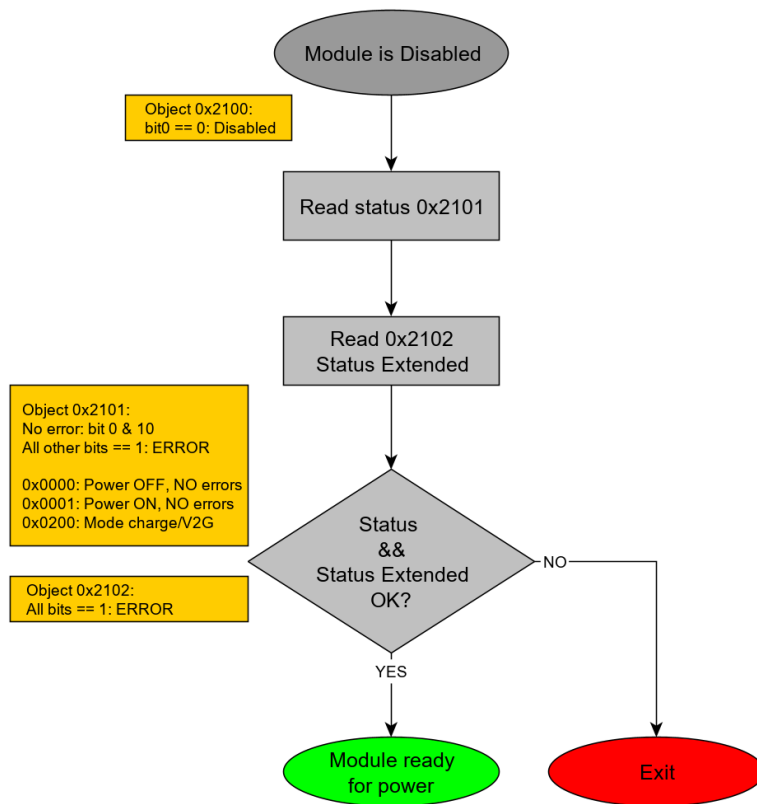 Module is Disabled
Object 0x2100:
bit0 == 0: Disabled
Read status 0x2101
Read 0x2102
Status Extended
Object 0x2101:
No error: bit 0 & 10
All other bits == 1: ERROR
0x0000: Power OFF, NO errors
0x0001: Power ON, NO errors
0x0200: Mode charge/V2G
Status
&&
Status Extended
OK?
NO
Object 0x2102:
All bits == 1: ERROR
YES
Module ready
for power
Exit